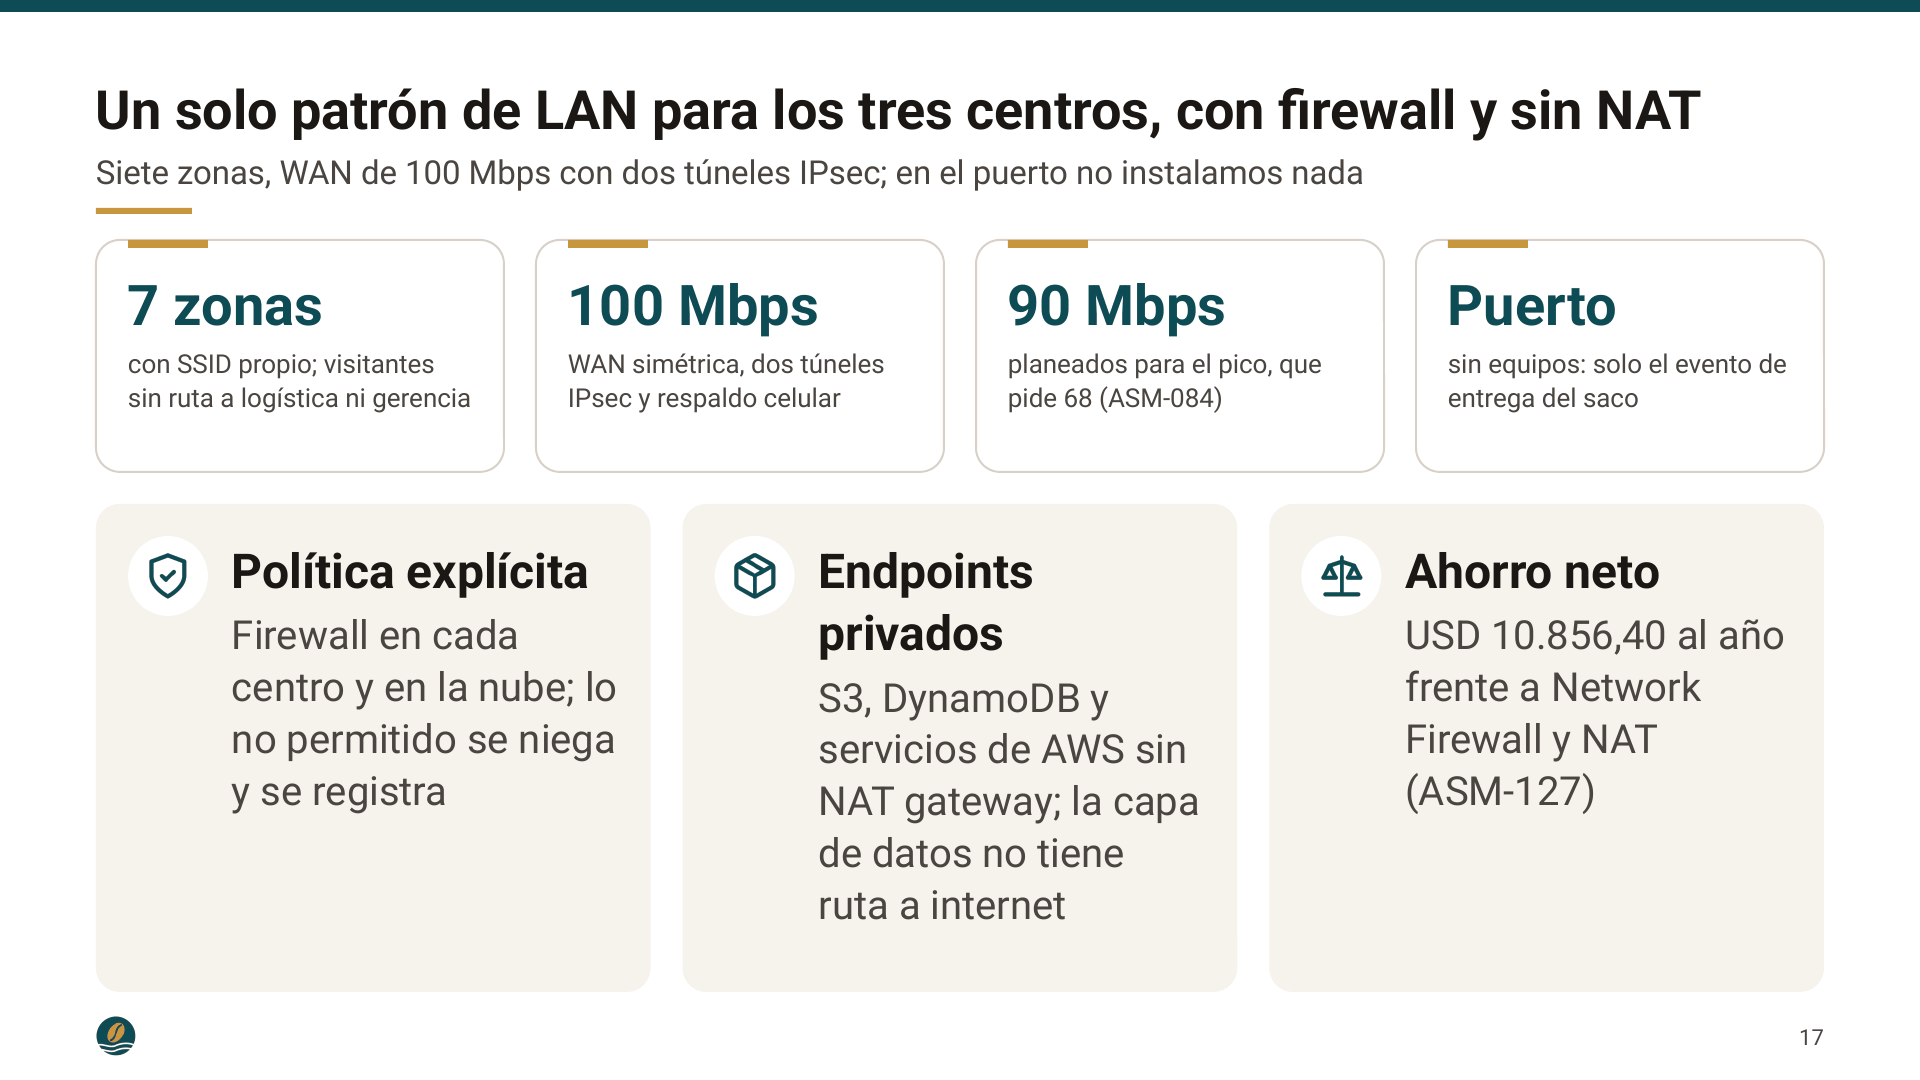 Un solo patrón de LAN para los tres centros, con firewall y sin NAT
Siete zonas, WAN de 100 Mbps con dos túneles IPsec; en el puerto no instalamos nada
7 zonas
con SSID propio; visitantes
sin ruta a logística ni gerencia
100 Mbps
WAN simétrica, dos túneles
IPsec y respaldo celular
90 Mbps
planeados para el pico, que
pide 68 (ASM-084)
Puerto
sin equipos: solo el evento de
entrega del saco
Política explícita
Firewall en cada
centro y en la nube; lo
no permitido se niega
y se registra
Endpoints
privados
S3, DynamoDB y
servicios de AWS sin
NAT gateway; la capa
de datos no tiene
ruta a internet
Ahorro neto
USD 10.856,40 al año
frente a Network
Firewall y NAT
(ASM-127)
17